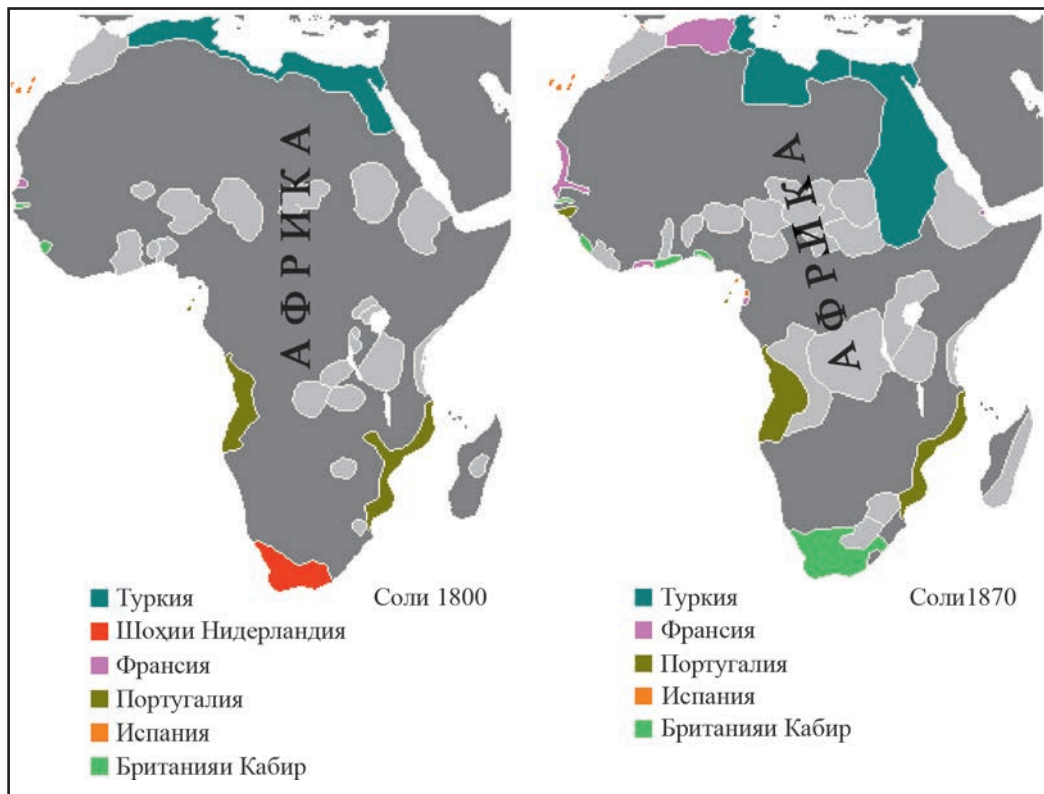 АФРИКА
Соли 1800
Туркия
Шоҳии Нидерландия
Франсия
Португалия
Испания
Британияи Кабир
АФРИКА
Соли1870
Туркия
Франсия
Португалия
Испания
Британияи Кабир